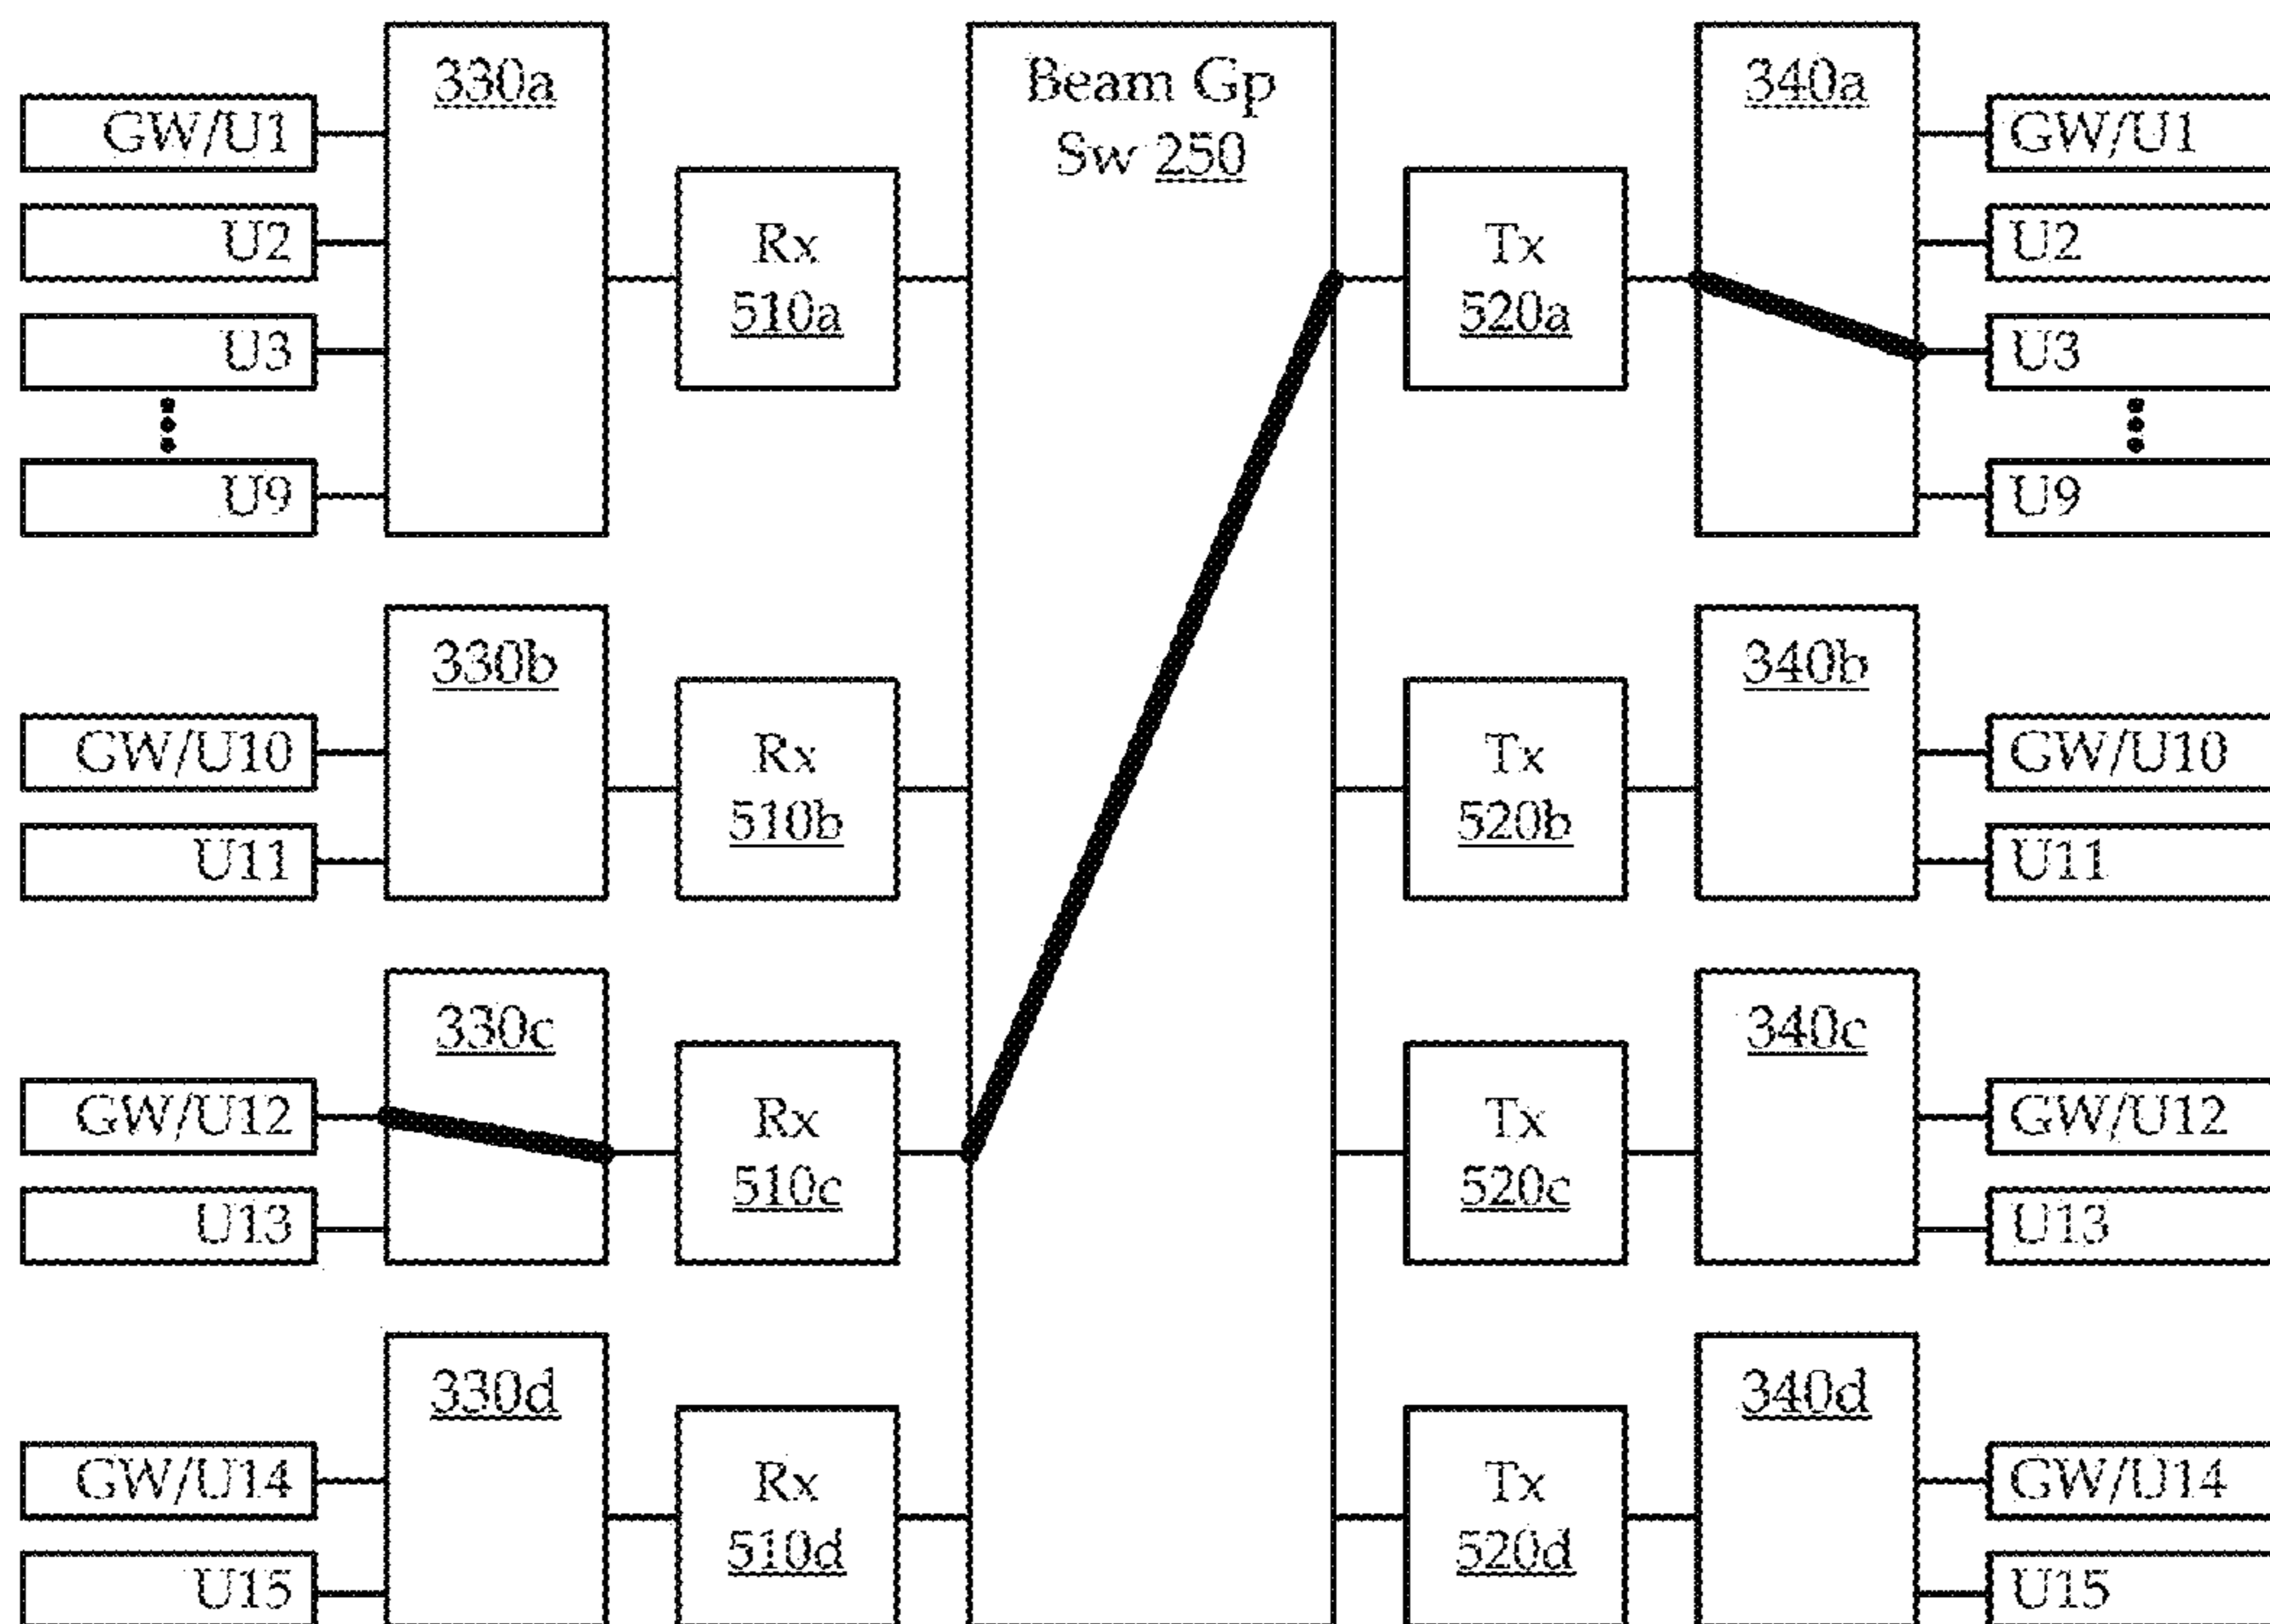 GW/U1
U2
U3
U9
330a
Rx
510a
Beam Gp
Sw 250
Tx
520a
340a
GW/U1
U2
U3
U9
GW/U10
U11
330b
Rx
510b
Tx
520b
340b
GW/U10
U11
GW/U12
U13
330c
Rx
510c
Tx
520c
340c
GW/U12
U13
GW/U14
U15
330d
Rx
510d
Tx
520d
340d
GW/U14
U15